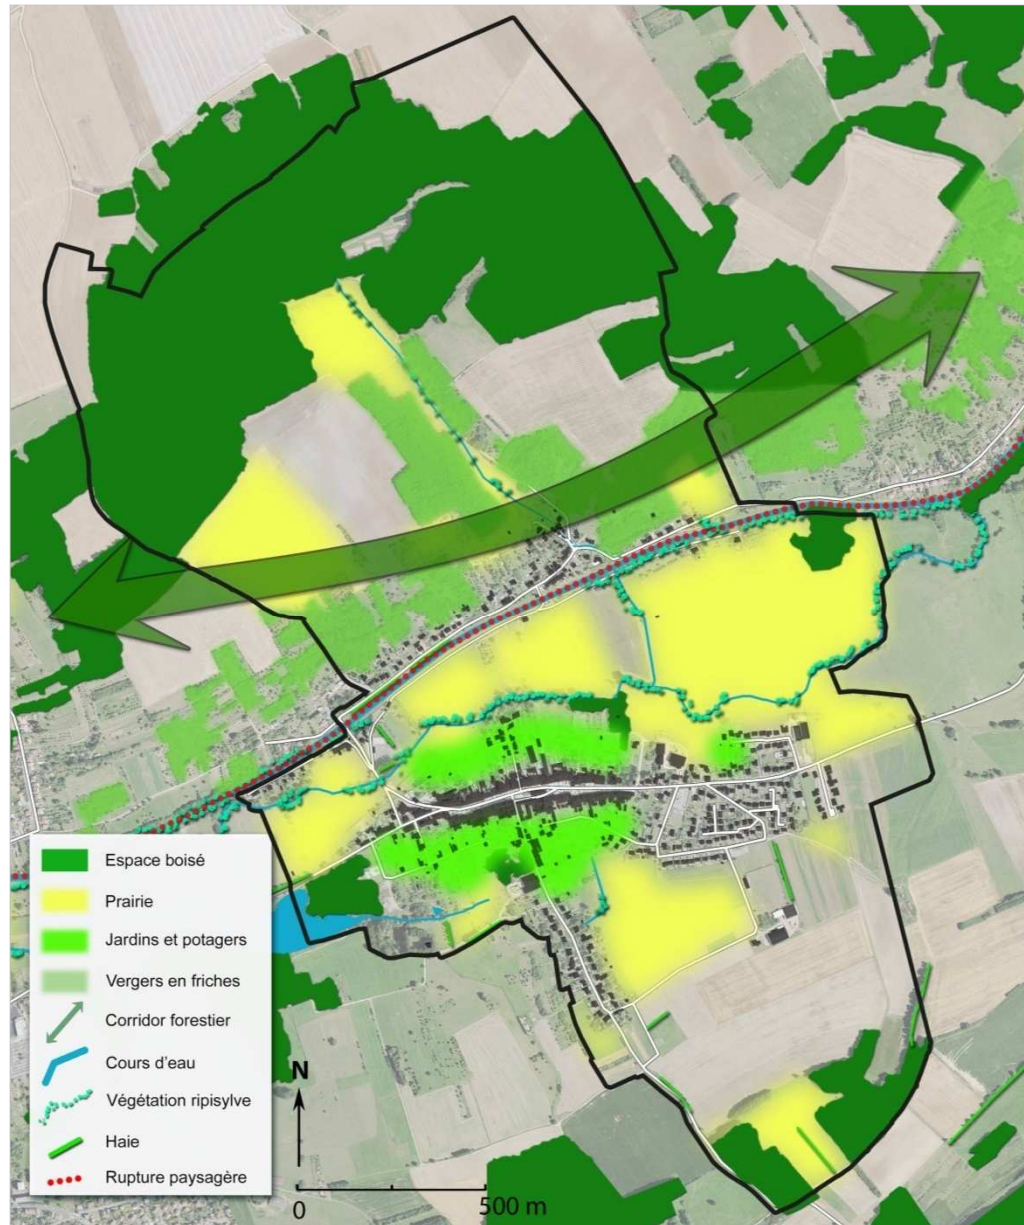 Espace boisé
Prairie
Jardins et potagers
Vergers en friches
Corridor forestier
Cours d'eau
Végétation ripisylve
Haie
Rupture paysagère
N
0
500 m